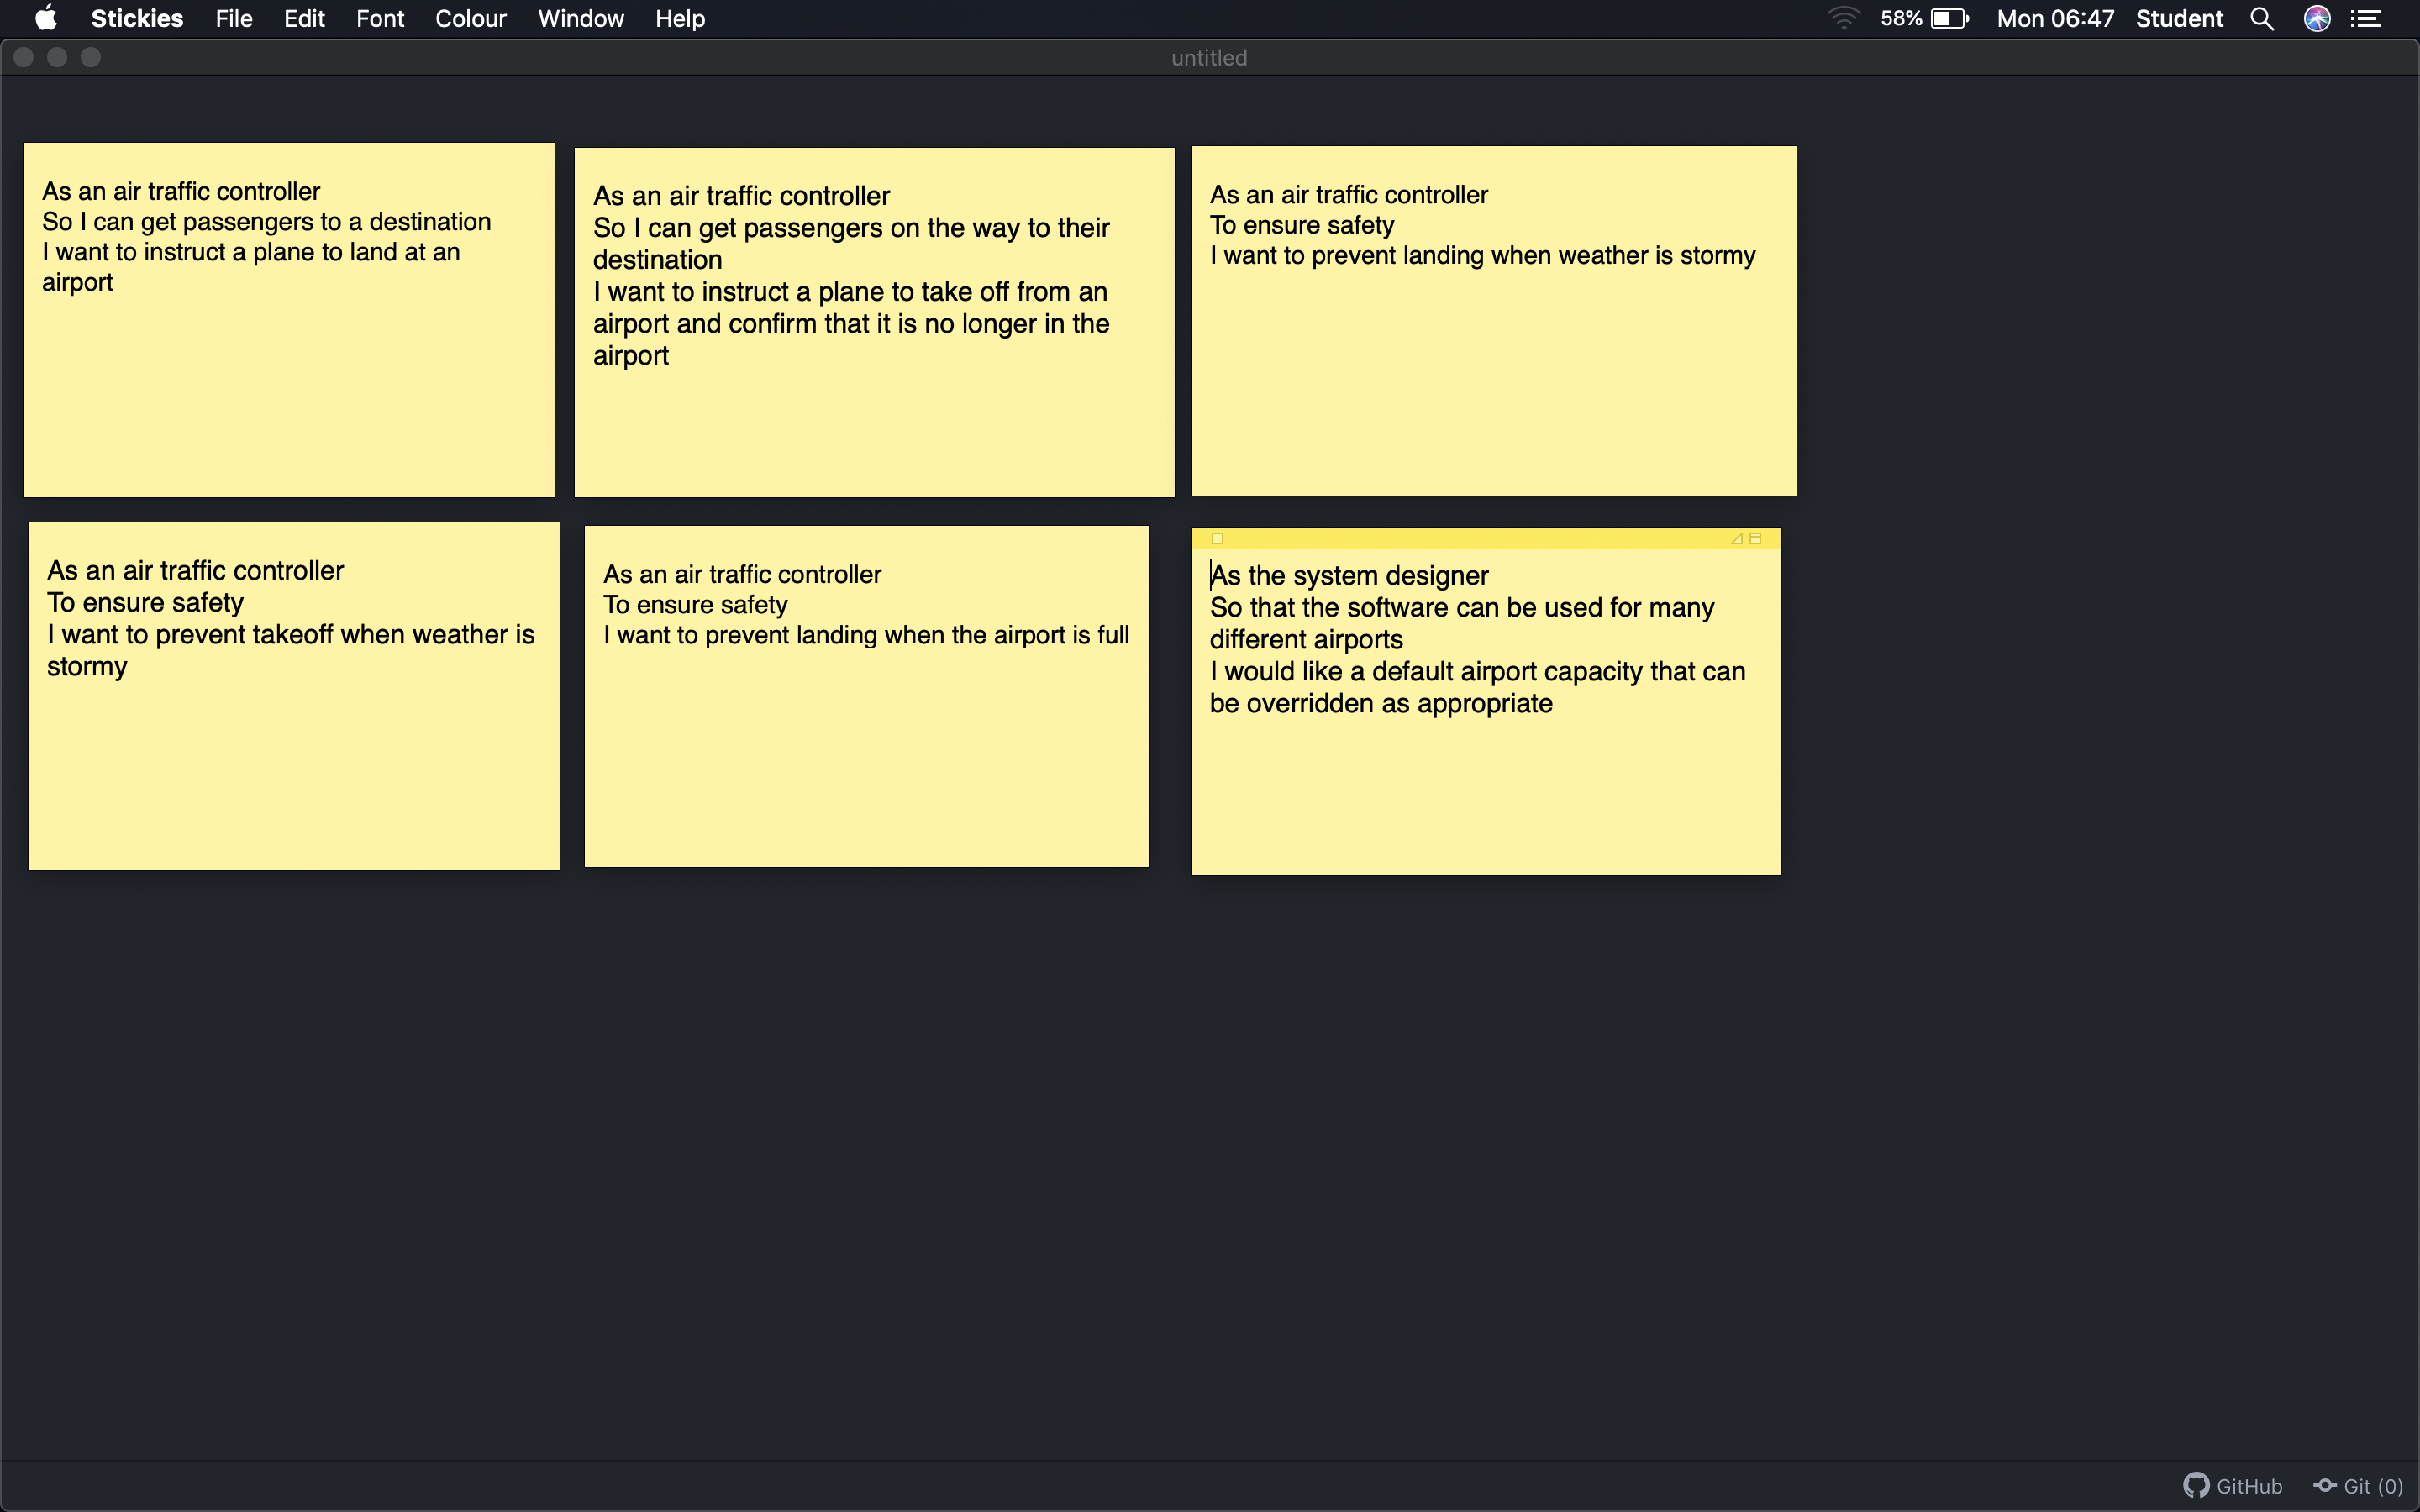 Stickies File Edit Font Colour Window Help 58% Mon 06:47 Student
untitled
As an air traffic controller
So I can get passengers to a destination
I want to instruct a plane to land at an
airport
As an air traffic controller
So I can get passengers on the way to their
destination
I want to instruct a plane to take off from an
airport and confirm that it is no longer in the
airport
As an air traffic controller
To ensure safety
I want to prevent landing when weather is stormy
As an air traffic controller
To ensure safety
I want to prevent takeoff when weather is
stormy
As an air traffic controller
To ensure safety
I want to prevent landing when the airport is full
As the system designer
So that the software can be used for many
different airports
I would like a default airport capacity that can
be overridden as appropriate
GitHub Git (0)